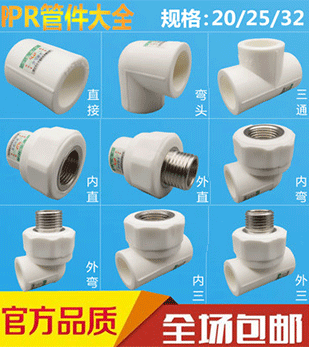 PPR管件大全
规格:20/25/32
直接
弯头
三通
内直
外直
内弯
外弯
内三
外三
官方品质
全场包邮